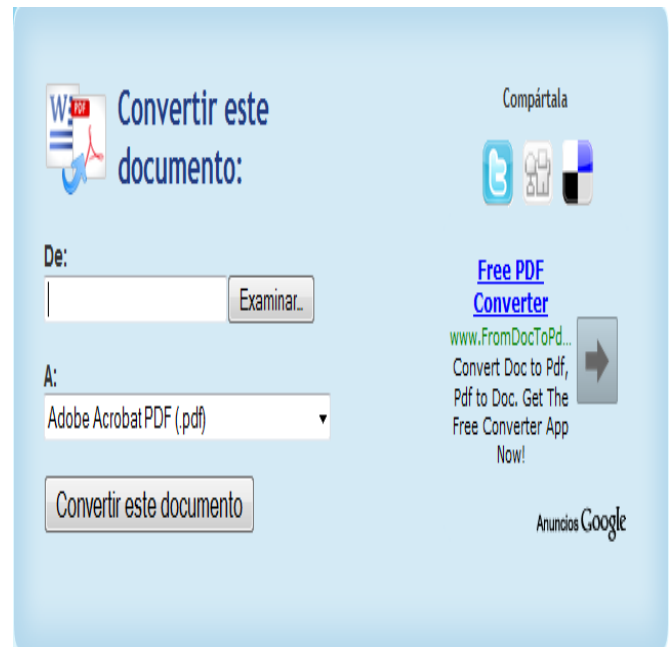 Convertir este
documento:
De:
Examinar...
A:
Adobe Acrobat PDF (.pdf)
Convertir este documento
Compártala
Free PDF
Converter
www.FromDocToPd...
Convert Doc to Pdf,
Pdf to Doc. Get The
Free Converter App
Now!
Anuncios Google
W
PDF